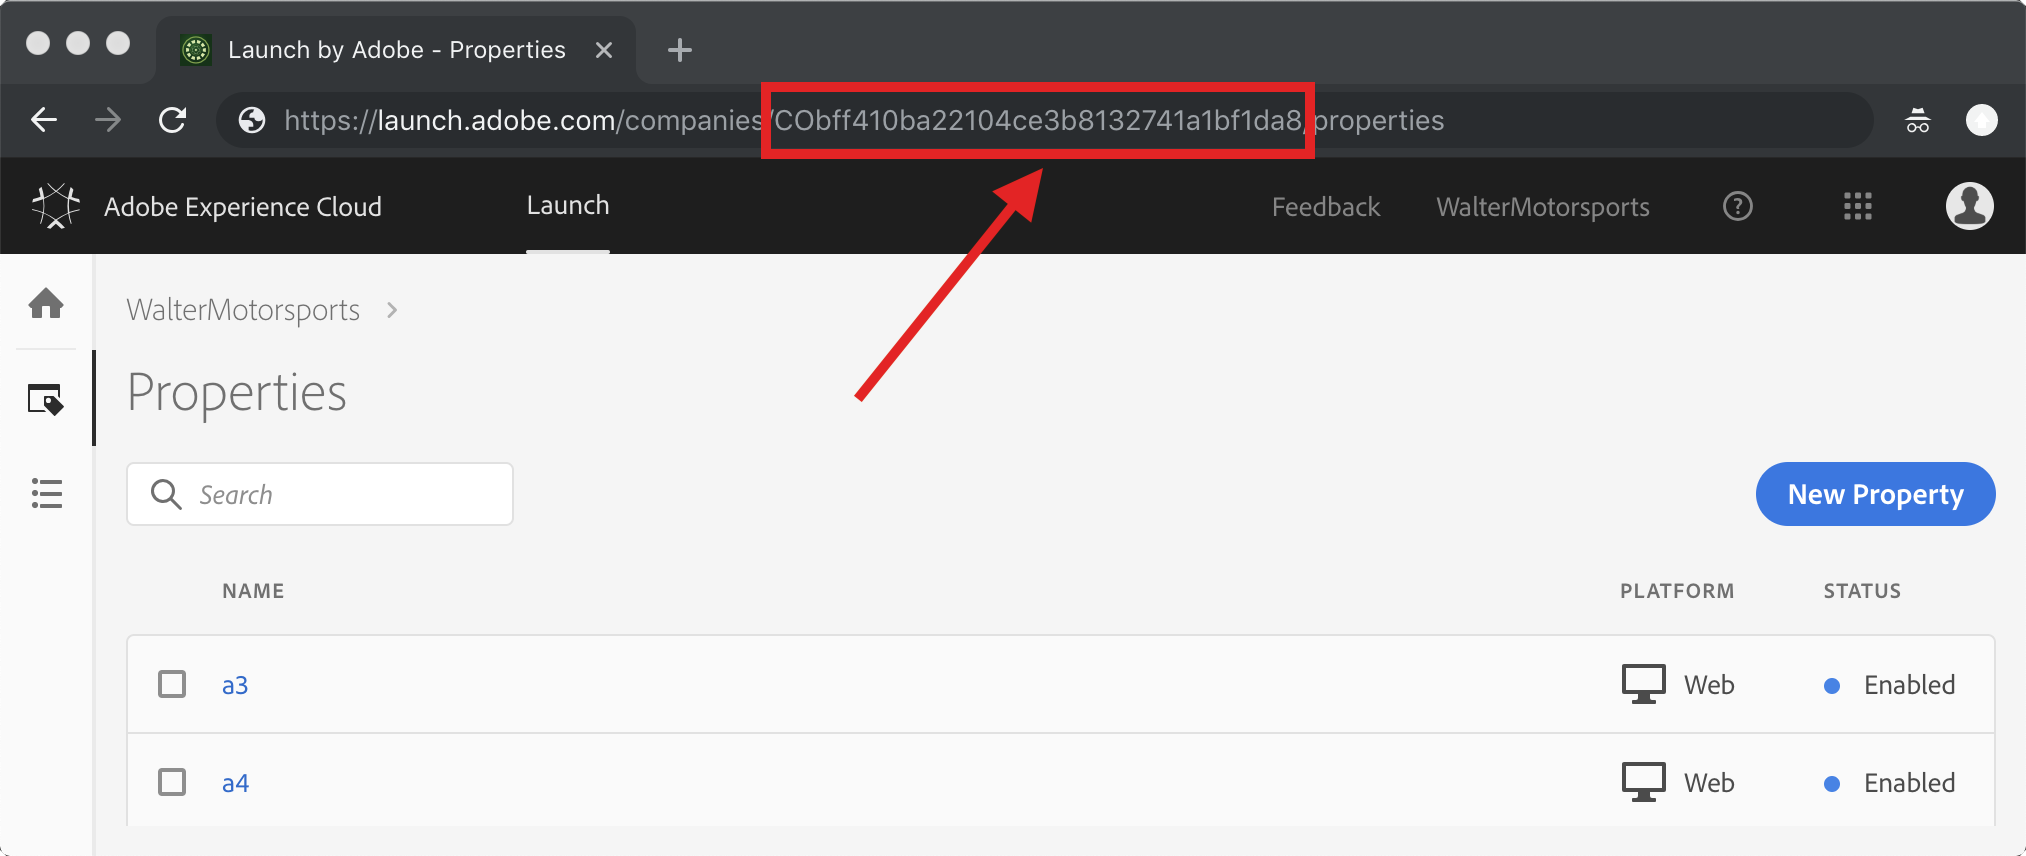 Launch by Adobe - Properties
https://launch.adobe.com/companies/CObff410ba22104ce3b8132741a1bf1da8/properties
Adobe Experience Cloud Launch Feedback WalterMotorsports ?
WalterMotorsports >
Properties
Search New Property
NAME PLATFORM STATUS
a3 Web Enabled
a4 Web Enabled